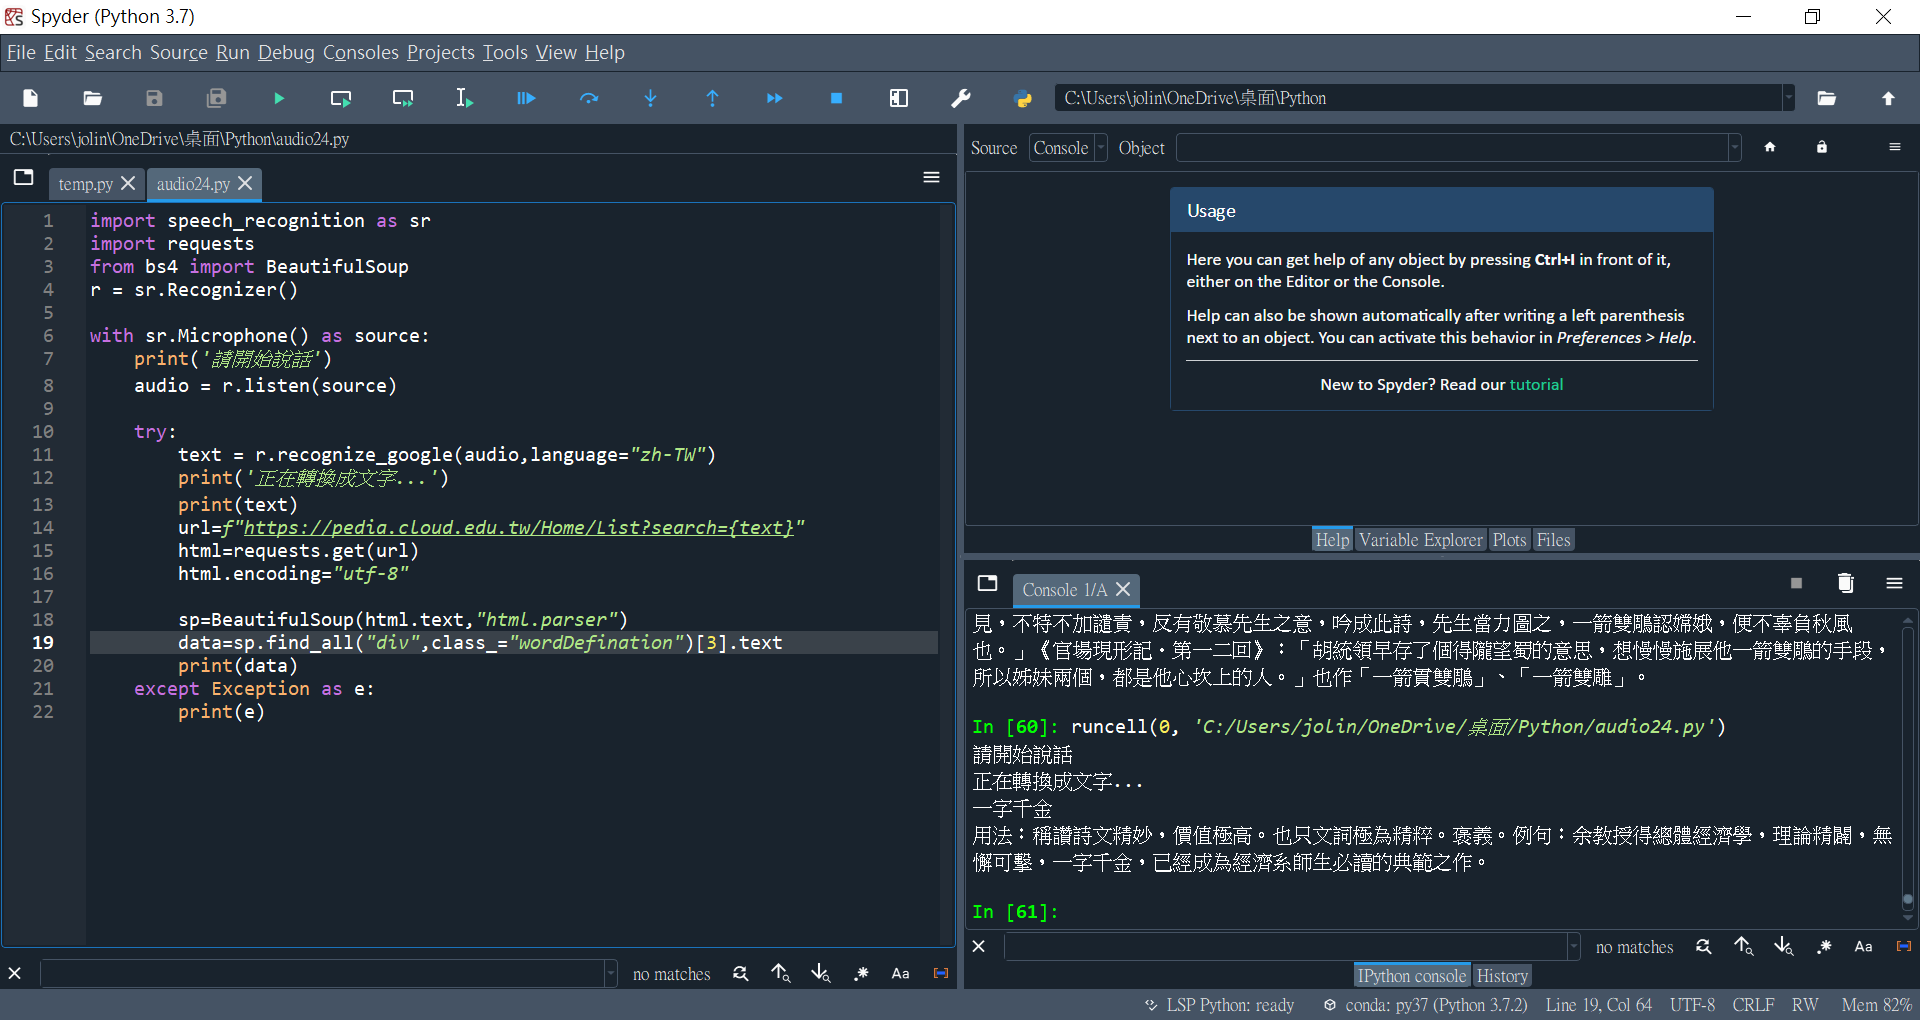 Spyder (Python 3.7)
File Edit Search Source Run Debug Consoles Projects Tools View Help
C:\Users\jolin\OneDrive\桌面\Python
C:\Users\jolin\OneDrive\桌面\Python\audio24.py
temp.py
audio24.py
1 import speech_recognition as sr
2 import requests
3 from bs4 import BeautifulSoup
4 r = sr.Recognizer()
5
6 with sr.Microphone() as source:
7 print('請開始說話')
8 audio = r.listen(source)
9
10 try:
11 text = r.recognize_google(audio,language="zh-TW")
12 print('正在轉換成文字...')
13 print(text)
14 url=f"https://pedia.cloud.edu.tw/Home/List?search={text}"
15 html=requests.get(url)
16 html.encoding="utf-8"
17
18 sp=BeautifulSoup(html.text,"html.parser")
19 data=sp.find_all("div",class_="wordDefination")[3].text
20 print(data)
21 except Exception as e:
22 print(e)
no matches
Aa
Source Console Object
Usage
Here you can get help of any object by pressing Ctrl+I in front of it,
either on the Editor or the Console.
Help can also be shown automatically after writing a left parenthesis
next to an object. You can activate this behavior in Preferences > Help.
New to Spyder? Read our tutorial
Help Variable Explorer Plots Files
Console 1/A
見，不特不加譴責，反有敬慕先生之意，吟成此詩，先生當力圖之，一箭雙鵰認嫦娥，便不辜負秋風
也。」《官場現形記．第一二回》：「胡統領早存了個得隴望蜀的意思，想慢慢施展他一箭雙鵰的手段，
所以姊妹兩個，都是他心坎上的人。」也作「一箭貫雙鵰」、「一箭雙雕」。
In [60]: runcell(0, 'C:/Users/jolin/OneDrive/桌面/Python/audio24.py')
請開始說話
正在轉換成文字...
一字千金
用法：稱讚詩文精妙，價值極高。也只文詞極為精粹。褒義。例句：余教授得總體經濟學，理論精闢，無
懈可擊，一字千金，已經成為經濟系師生必讀的典範之作。
In [61]:
no matches
Aa
IPython console History
LSP Python: ready conda: py37 (Python 3.7.2) Line 19, Col 64 UTF-8 CRLF RW Mem 82%